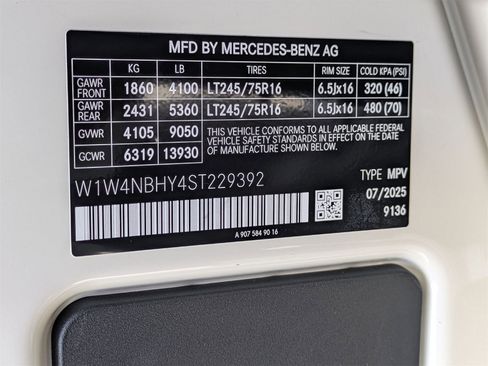 MFD BY MERCEDES-BENZ AG
KG LB TIRES RIM SIZE COLD KPA (PSI)
GAWR FRONT 1860 4100 LT245/75R16 6.5Jx16 320 (46)
GAWR REAR 2431 5360 LT245/75R16 6.5Jx16 480 (70)
GVWR 4105 9050 THIS VEHICLE CONFORMS TO ALL APPLICABLE FEDERAL
VEHICLE SAFETY STANDARDS IN EFFECT ON THE DATE
GCWR 6319 13930 OF MANUFACTURE SHOWN ABOVE.
W1W4NBHY4ST229392 TYPE MPV
07/2025
9136
A 907 584 90 16